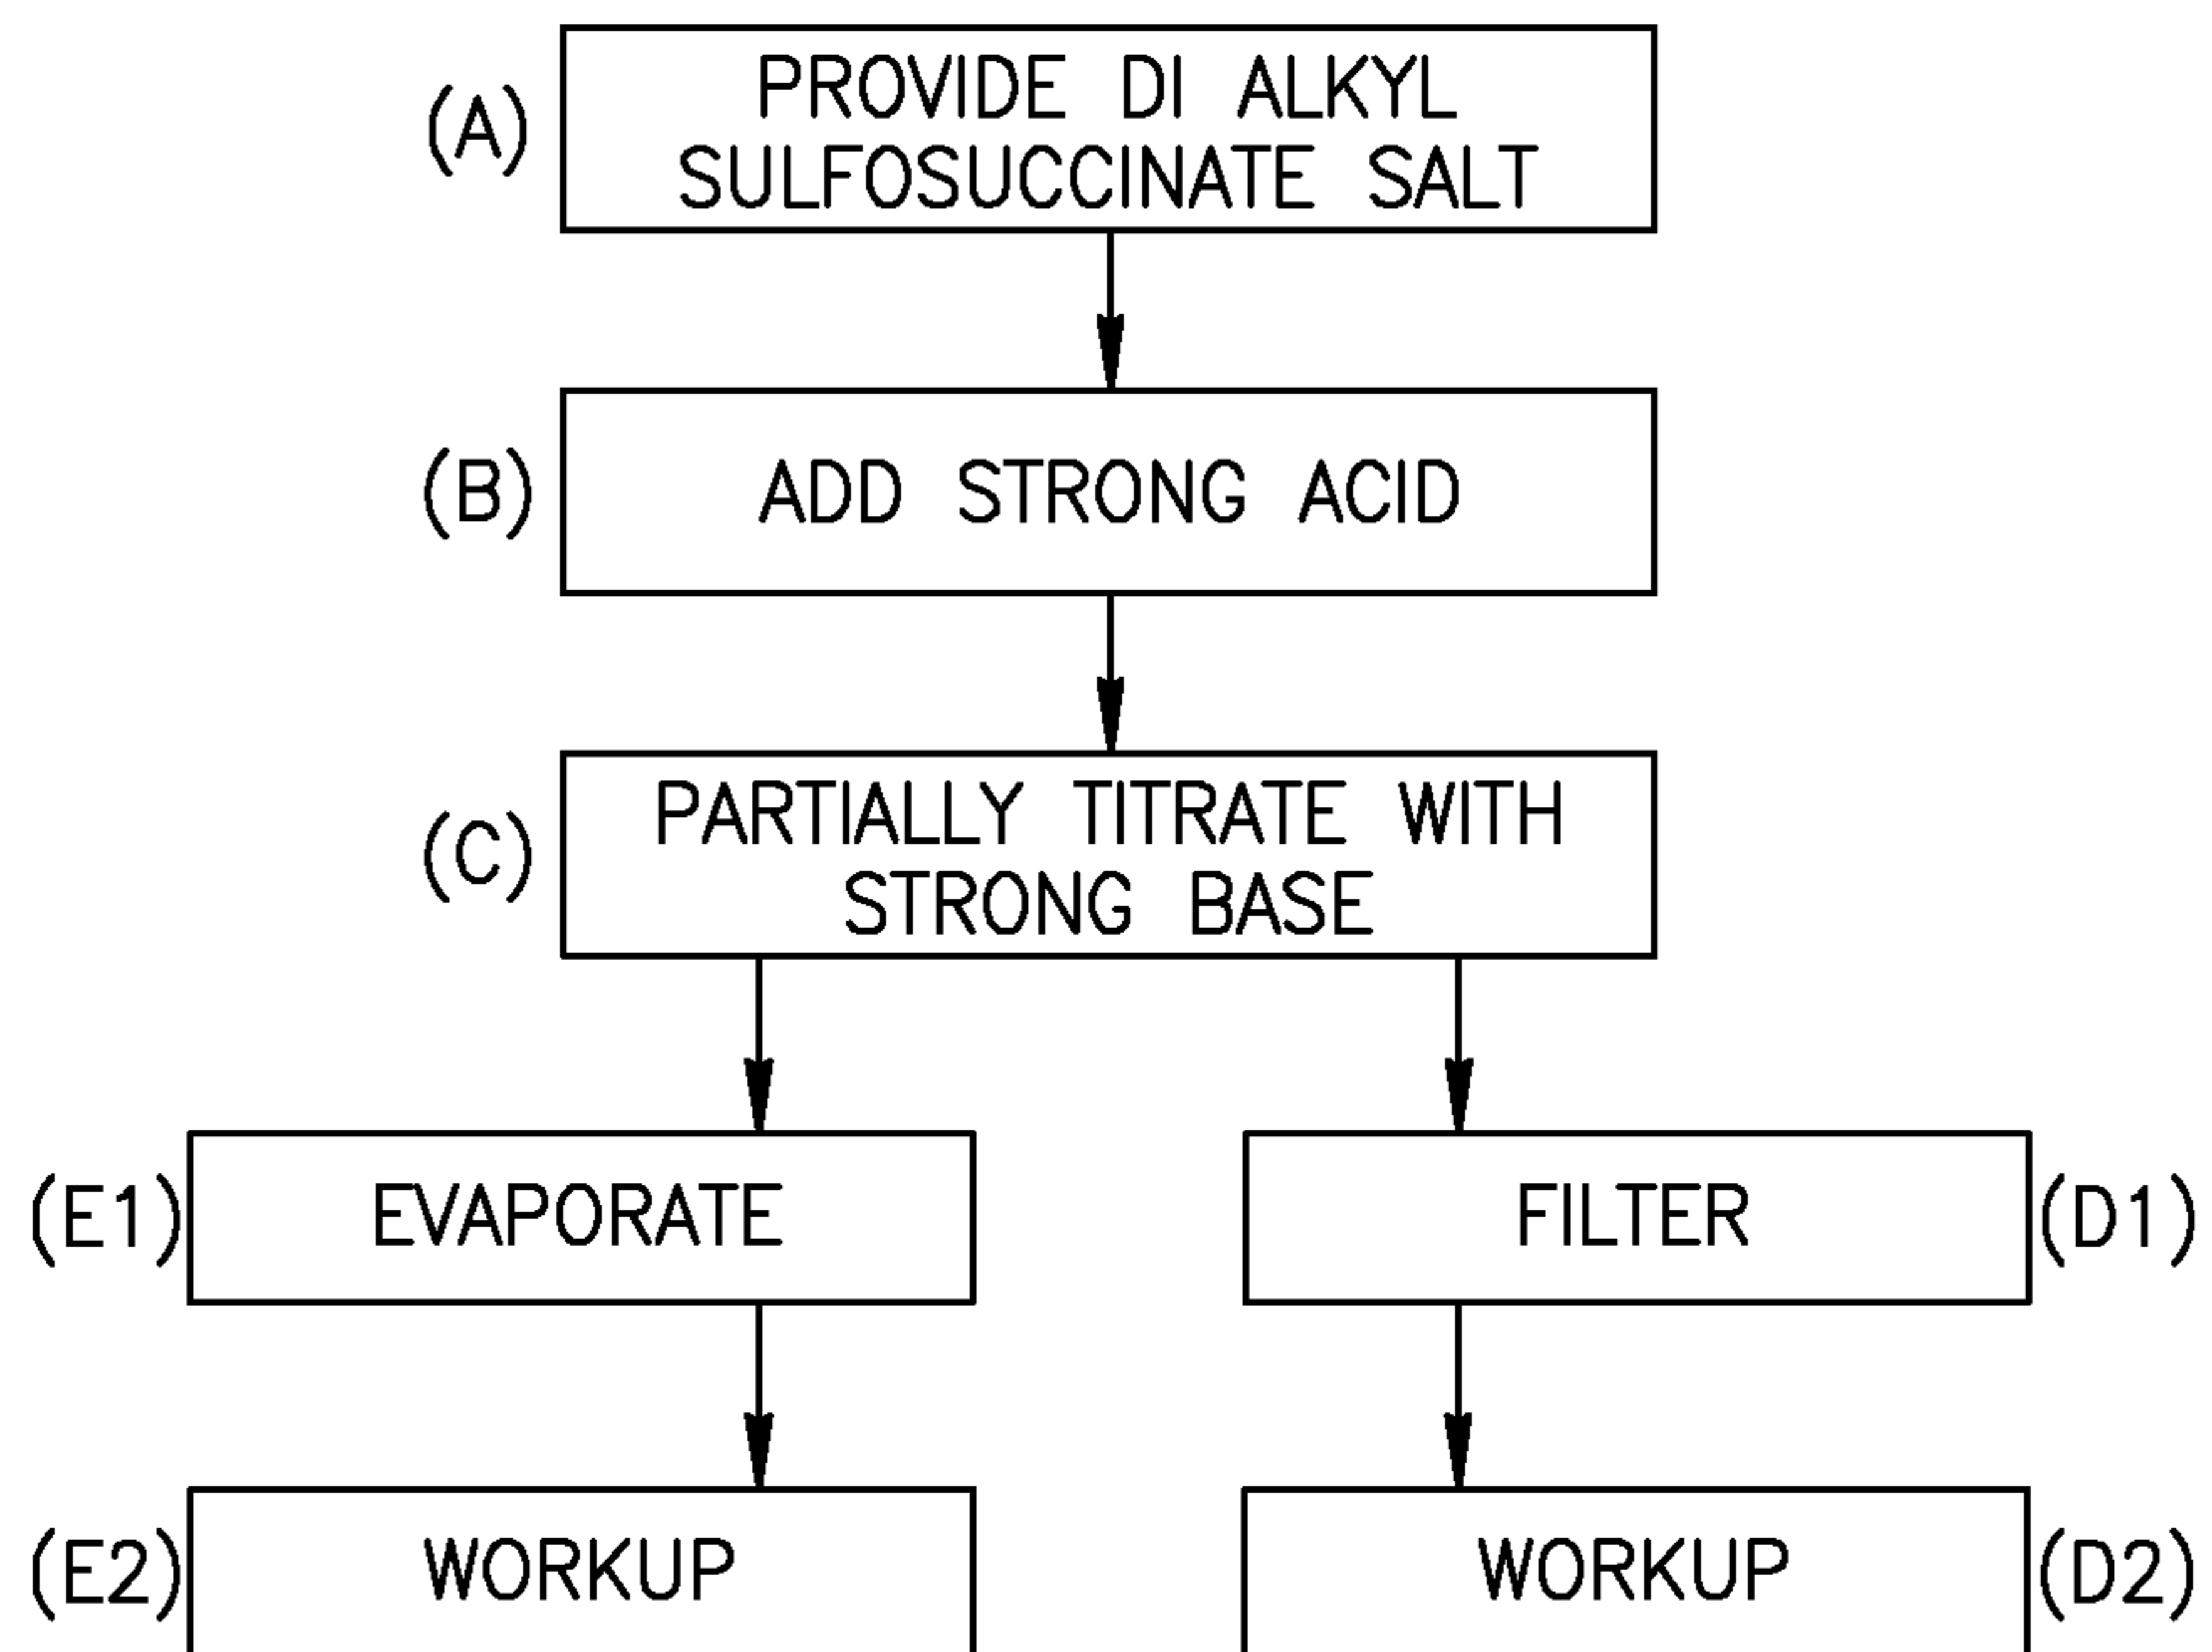 (A)
PROVIDE DI ALKYL
SULFOSUCCINATE SALT
(B)
ADD STRONG ACID
(C)
PARTIALLY TITRATE WITH
STRONG BASE
(E1)
EVAPORATE
FILTER
(D1)
(E2)
WORKUP
WORKUP
(D2)